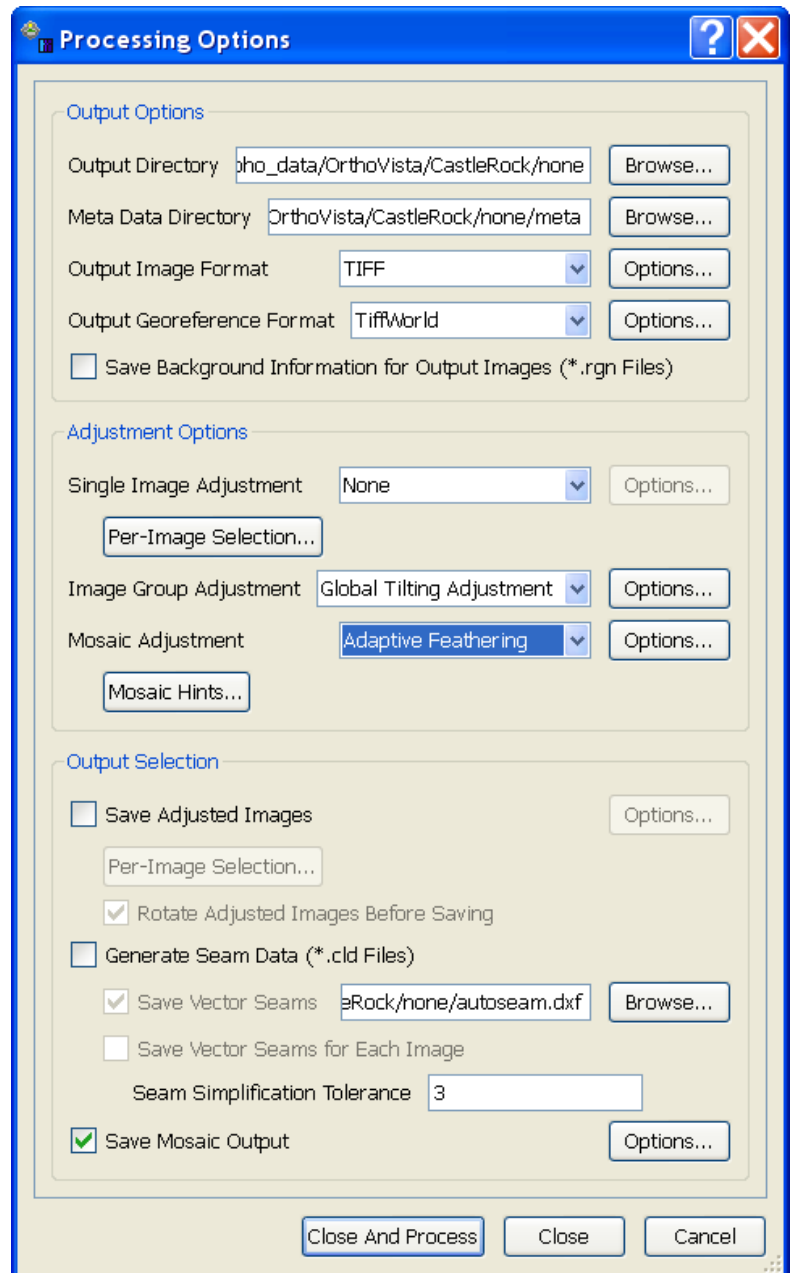 Processing Options
Output Options
Output Directory ɔho_data/OrthoVista/CastleRock/none Browse...
Meta Data Directory OrthoVista/CastleRock/none/meta Browse...
Output Image Format TIFF Options...
Output Georeference Format TiffWorld Options...
Save Background Information for Output Images (*.rgn Files)
Adjustment Options
Single Image Adjustment None Options...
Per-Image Selection...
Image Group Adjustment Global Tilting Adjustment Options...
Mosaic Adjustment Adaptive Feathering Options...
Mosaic Hints...
Output Selection
Save Adjusted Images Options...
Per-Image Selection...
Rotate Adjusted Images Before Saving
Generate Seam Data (*.cld Files)
Save Vector Seams eRock/none/autoseam.dxf Browse...
Save Vector Seams for Each Image
Seam Simplification Tolerance 3
Save Mosaic Output Options...
Close And Process Close Cancel